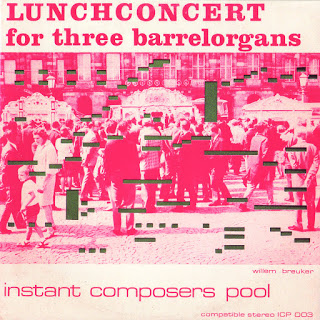 LUNCHCONCERT
for three barrelorgans
willem breuker
instant composers pool
compatible stereo ICP 003